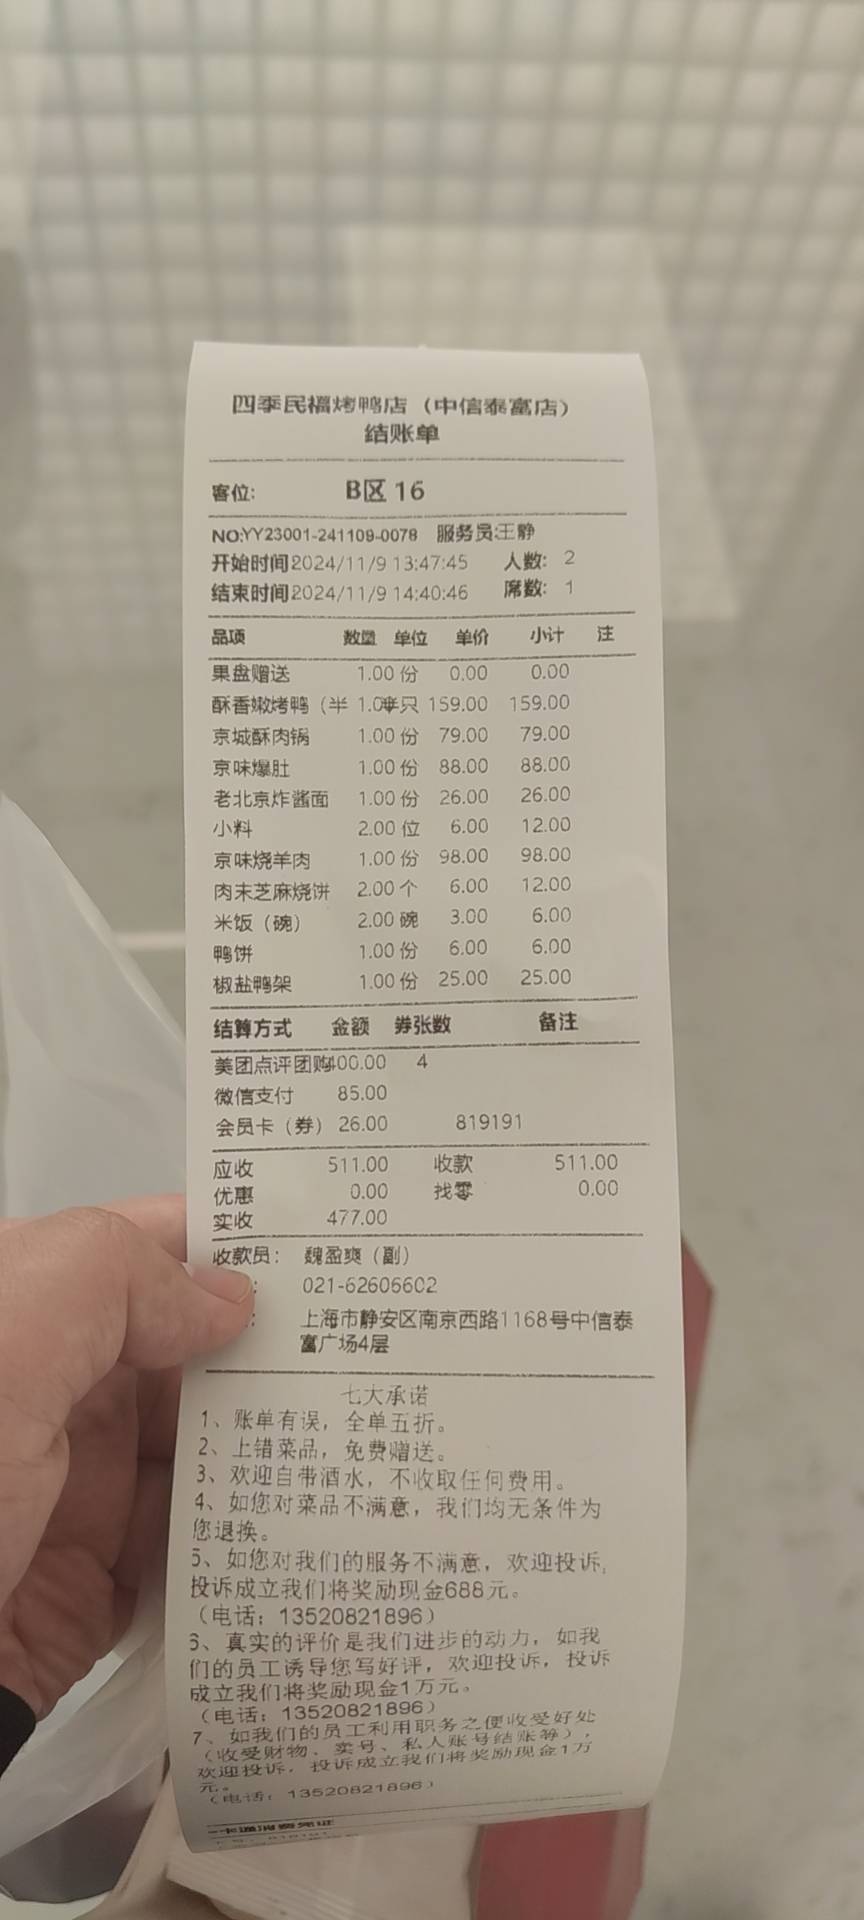 四季民福烤鸭店（中信泰富店）
结账单
客位: B区 16
NO:YY23001-241109-0078 服务员:王静
开始时间2024/11/9 13:47:45 人数: 2
结束时间2024/11/9 14:40:46 席数: 1
品项 数量 单位 单价 小计 注
果盘赠送 1.00 份 0.00 0.00
酥香嫩烤鸭（半 1.00 半只 159.00 159.00
京城酥肉锅 1.00 份 79.00 79.00
京味爆肚 1.00 份 88.00 88.00
老北京炸酱面 1.00 份 26.00 26.00
小料 2.00 位 6.00 12.00
京味烧羊肉 1.00 份 98.00 98.00
肉末芝麻烧饼 2.00 个 6.00 12.00
米饭（碗） 2.00 碗 3.00 6.00
鸭饼 1.00 份 6.00 6.00
椒盐鸭架 1.00 份 25.00 25.00
结算方式 金额 券张数 备注
美团点评团购400.00 4
微信支付 85.00
会员卡（券） 26.00 819191
应收 511.00 收款 511.00
优惠 0.00 找零 0.00
实收 477.00
收款员: 魏盈爽（副）
: 021-62606602
: 上海市静安区南京西路1168号中信泰
富广场4层
七大承诺
1、账单有误，全单五折。
2、上错菜品，免费赠送。
3、欢迎自带酒水，不收取任何费用。
4、如您对菜品不满意，我们均无条件为
您退换。
5、如您对我们的服务不满意，欢迎投诉,
投诉成立我们将奖励现金688元。
（电话：13520821896）
6、真实的评价是我们进步的动力，如我
们的员工诱导您写好评，欢迎投诉，投诉
成立我们将奖励现金1万元。
（电话：13520821896）
7、如我们的员工利用职务之便收受好处
（收受财物、卖号、私人账号结账等），
欢迎投诉，投诉成立我们将奖励现金1万
元。
（电话：13520821896）
一卡通消费凭证